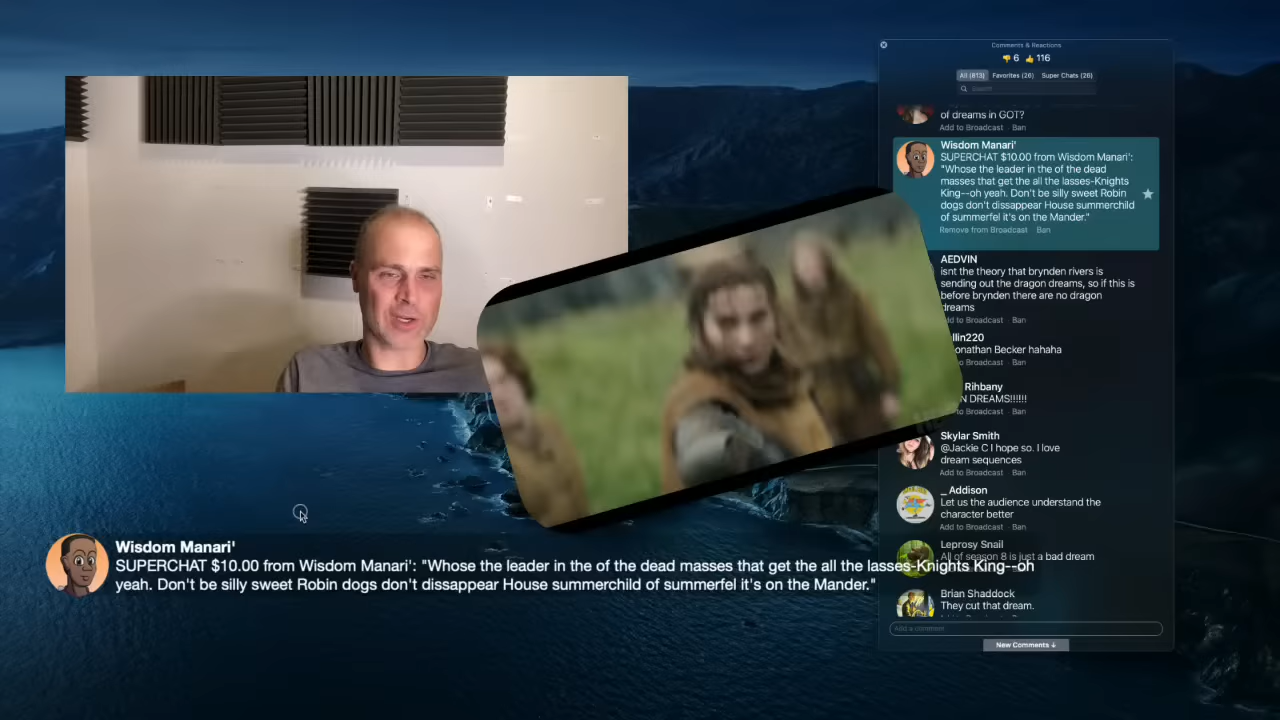 Comments & Reactions
6 116
All (813) Favorites (26) Super Chats (26)
search
of dreams in GOT?
Add to Broadcast Ban
Wisdom Manari'
SUPERCHAT $10.00 from Wisdom Manari':
"Whose the leader in the of the dead
masses that get the all the lasses-Knights
King--oh yeah. Don't be silly sweet Robin
dogs don't dissappear House summerchild
of summerfel it's on the Mander."
Remove from Broadcast Ban
AEDVIN
isnt the theory that brynden rivers is
sending out the dragon dreams, so if this is
before brynden there are no dragon
dreams
to Broadcast Ban
llin220
Jonathan Becker hahaha
to Broadcast Ban
Rihbany
N DREAMS!!!!!!
to Broadcast Ban
Skylar Smith
@Jackie C I hope so. I love
dream sequences
Add to Broadcast Ban
_ Addison
Let us the audience understand the
character better
Add to Broadcast Ban
Leprosy Snail
All of season 8 is just a bad dream
Brian Shaddock
They cut that dream.
Add a comment
New Comments ↓
Wisdom Manari'
SUPERCHAT $10.00 from Wisdom Manari': "Whose the leader in the of the dead masses that get the all the lasses-Knights King--oh
yeah. Don't be silly sweet Robin dogs don't dissappear House summerchild of summerfel it's on the Mander."